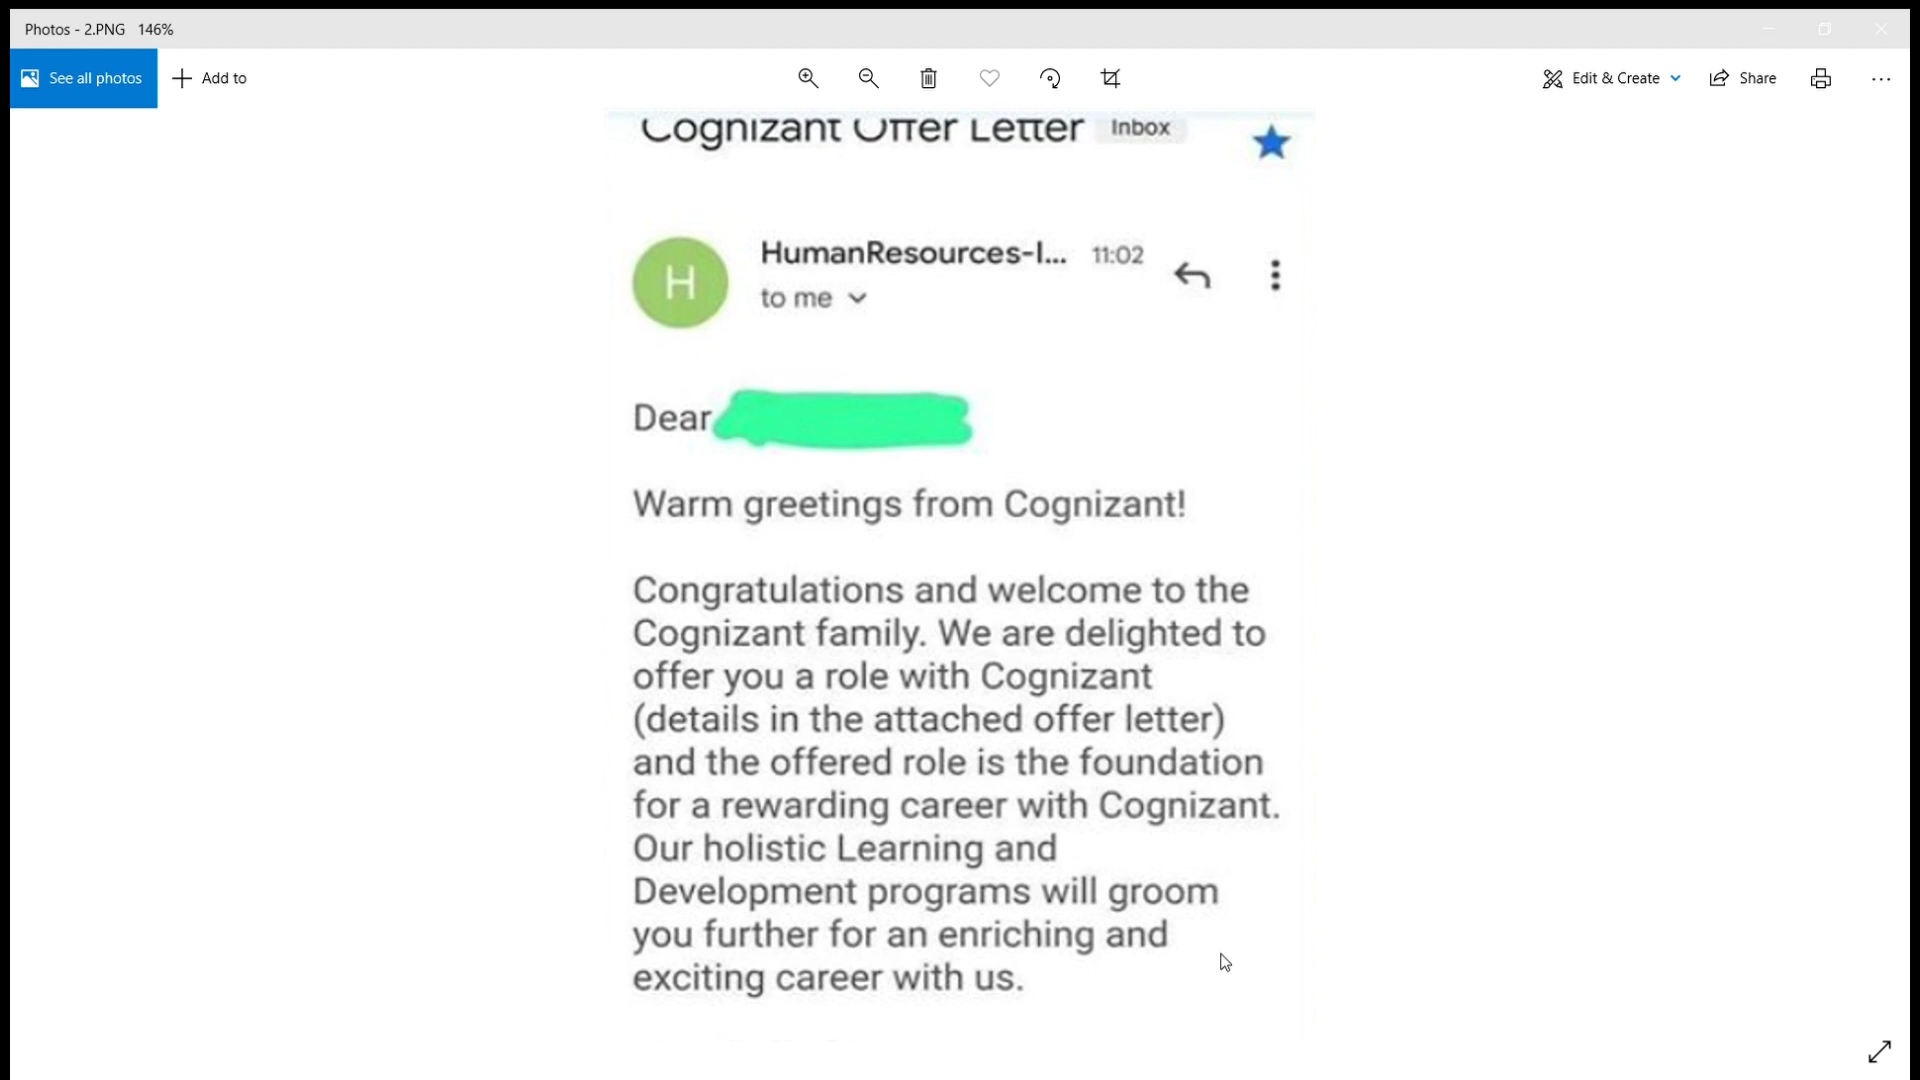 Photos - 2.PNG 146%
See all photos
Add to
Edit & Create
Share
Cognizant Offer Letter Inbox
H
HumanResources-I... 11:02
to me
Dear
Warm greetings from Cognizant!
Congratulations and welcome to the
Cognizant family. We are delighted to
offer you a role with Cognizant
(details in the attached offer letter)
and the offered role is the foundation
for a rewarding career with Cognizant.
Our holistic Learning and
Development programs will groom
you further for an enriching and
exciting career with us.